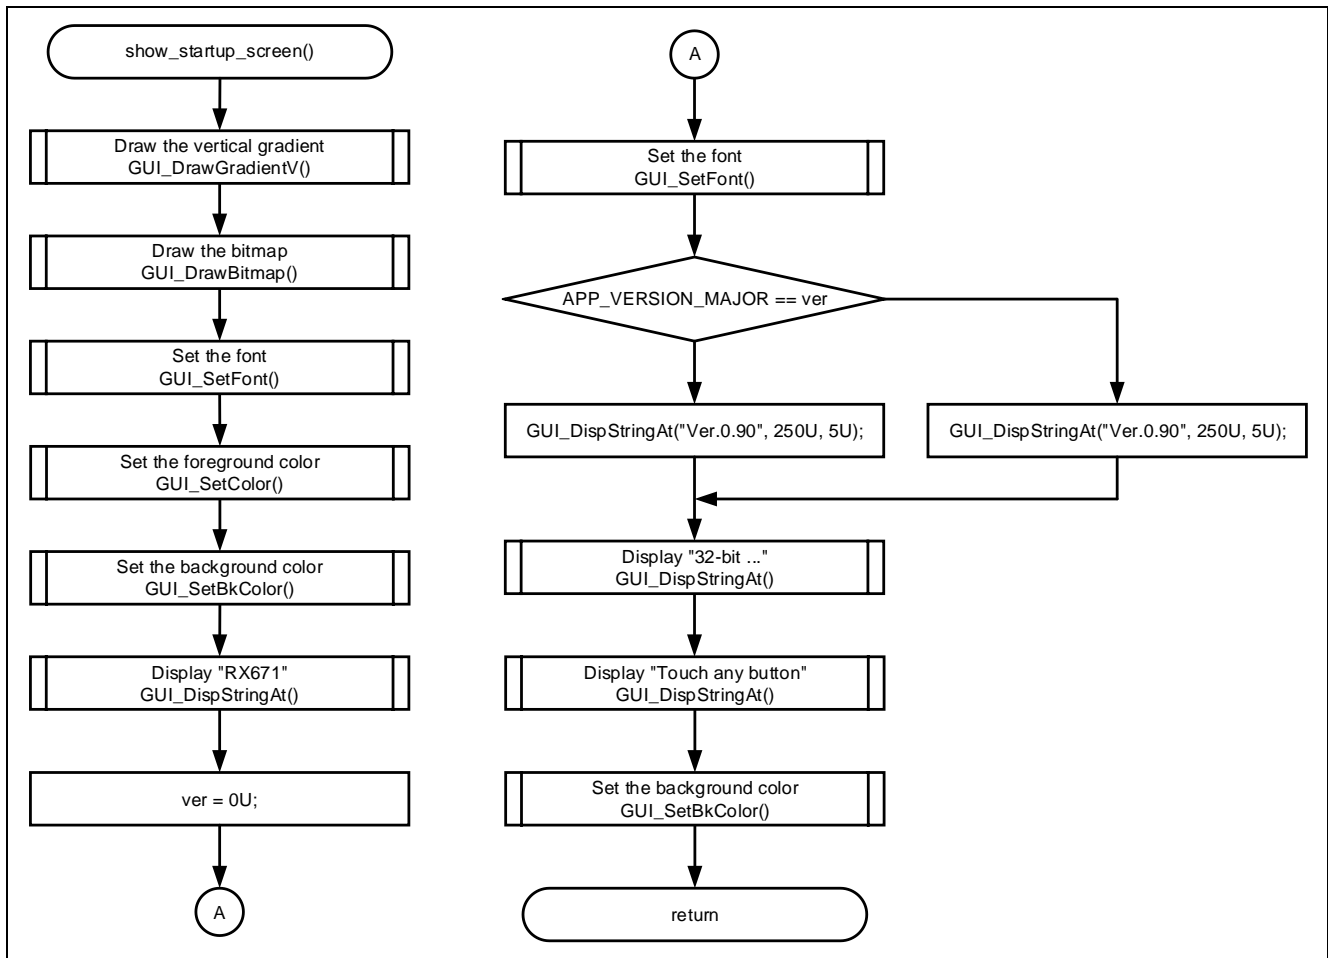 show_startup_screen()
Draw the vertical gradient
GUI_DrawGradientV()
Draw the bitmap
GUI_DrawBitmap()
Set the font
GUI_SetFont()
Set the foreground color
GUI_SetColor()
Set the background color
GUI_SetBkColor()
Display "RX671"
GUI_DispStringAt()
ver = 0U;
A
A
Set the font
GUI_SetFont()
APP_VERSION_MAJOR == ver
GUI_DispStringAt("Ver.0.90", 250U, 5U);
GUI_DispStringAt("Ver.0.90", 250U, 5U);
Display "32-bit ..."
GUI_DispStringAt()
Display "Touch any button"
GUI_DispStringAt()
Set the background color
GUI_SetBkColor()
return